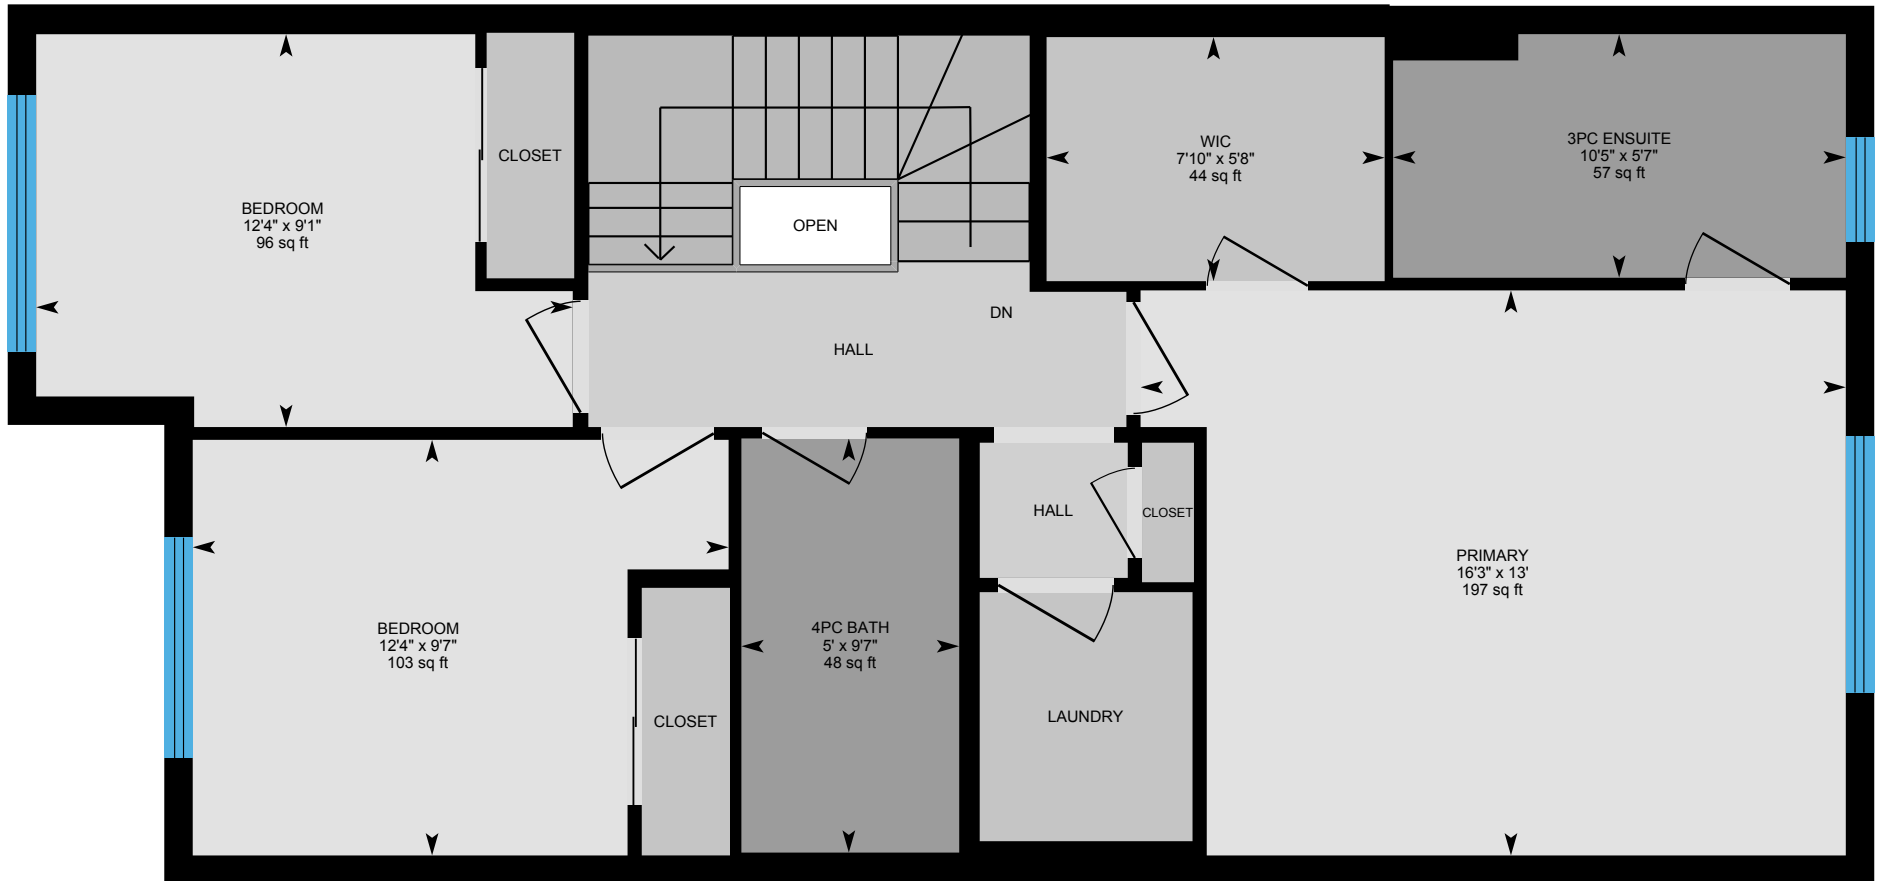 CLOSET
OPEN
WIC
7'10" x 5'8"
44 sq ft
3PC ENSUITE
10'5" x 5'7"
57 sq ft
BEDROOM
12'4" x 9'1"
96 sq ft
DN
HALL
HALL
CLOSET
PRIMARY
16'3" x 13'
197 sq ft
BEDROOM
12'4" x 9'7"
103 sq ft
4PC BATH
5' x 9'7"
48 sq ft
CLOSET
LAUNDRY